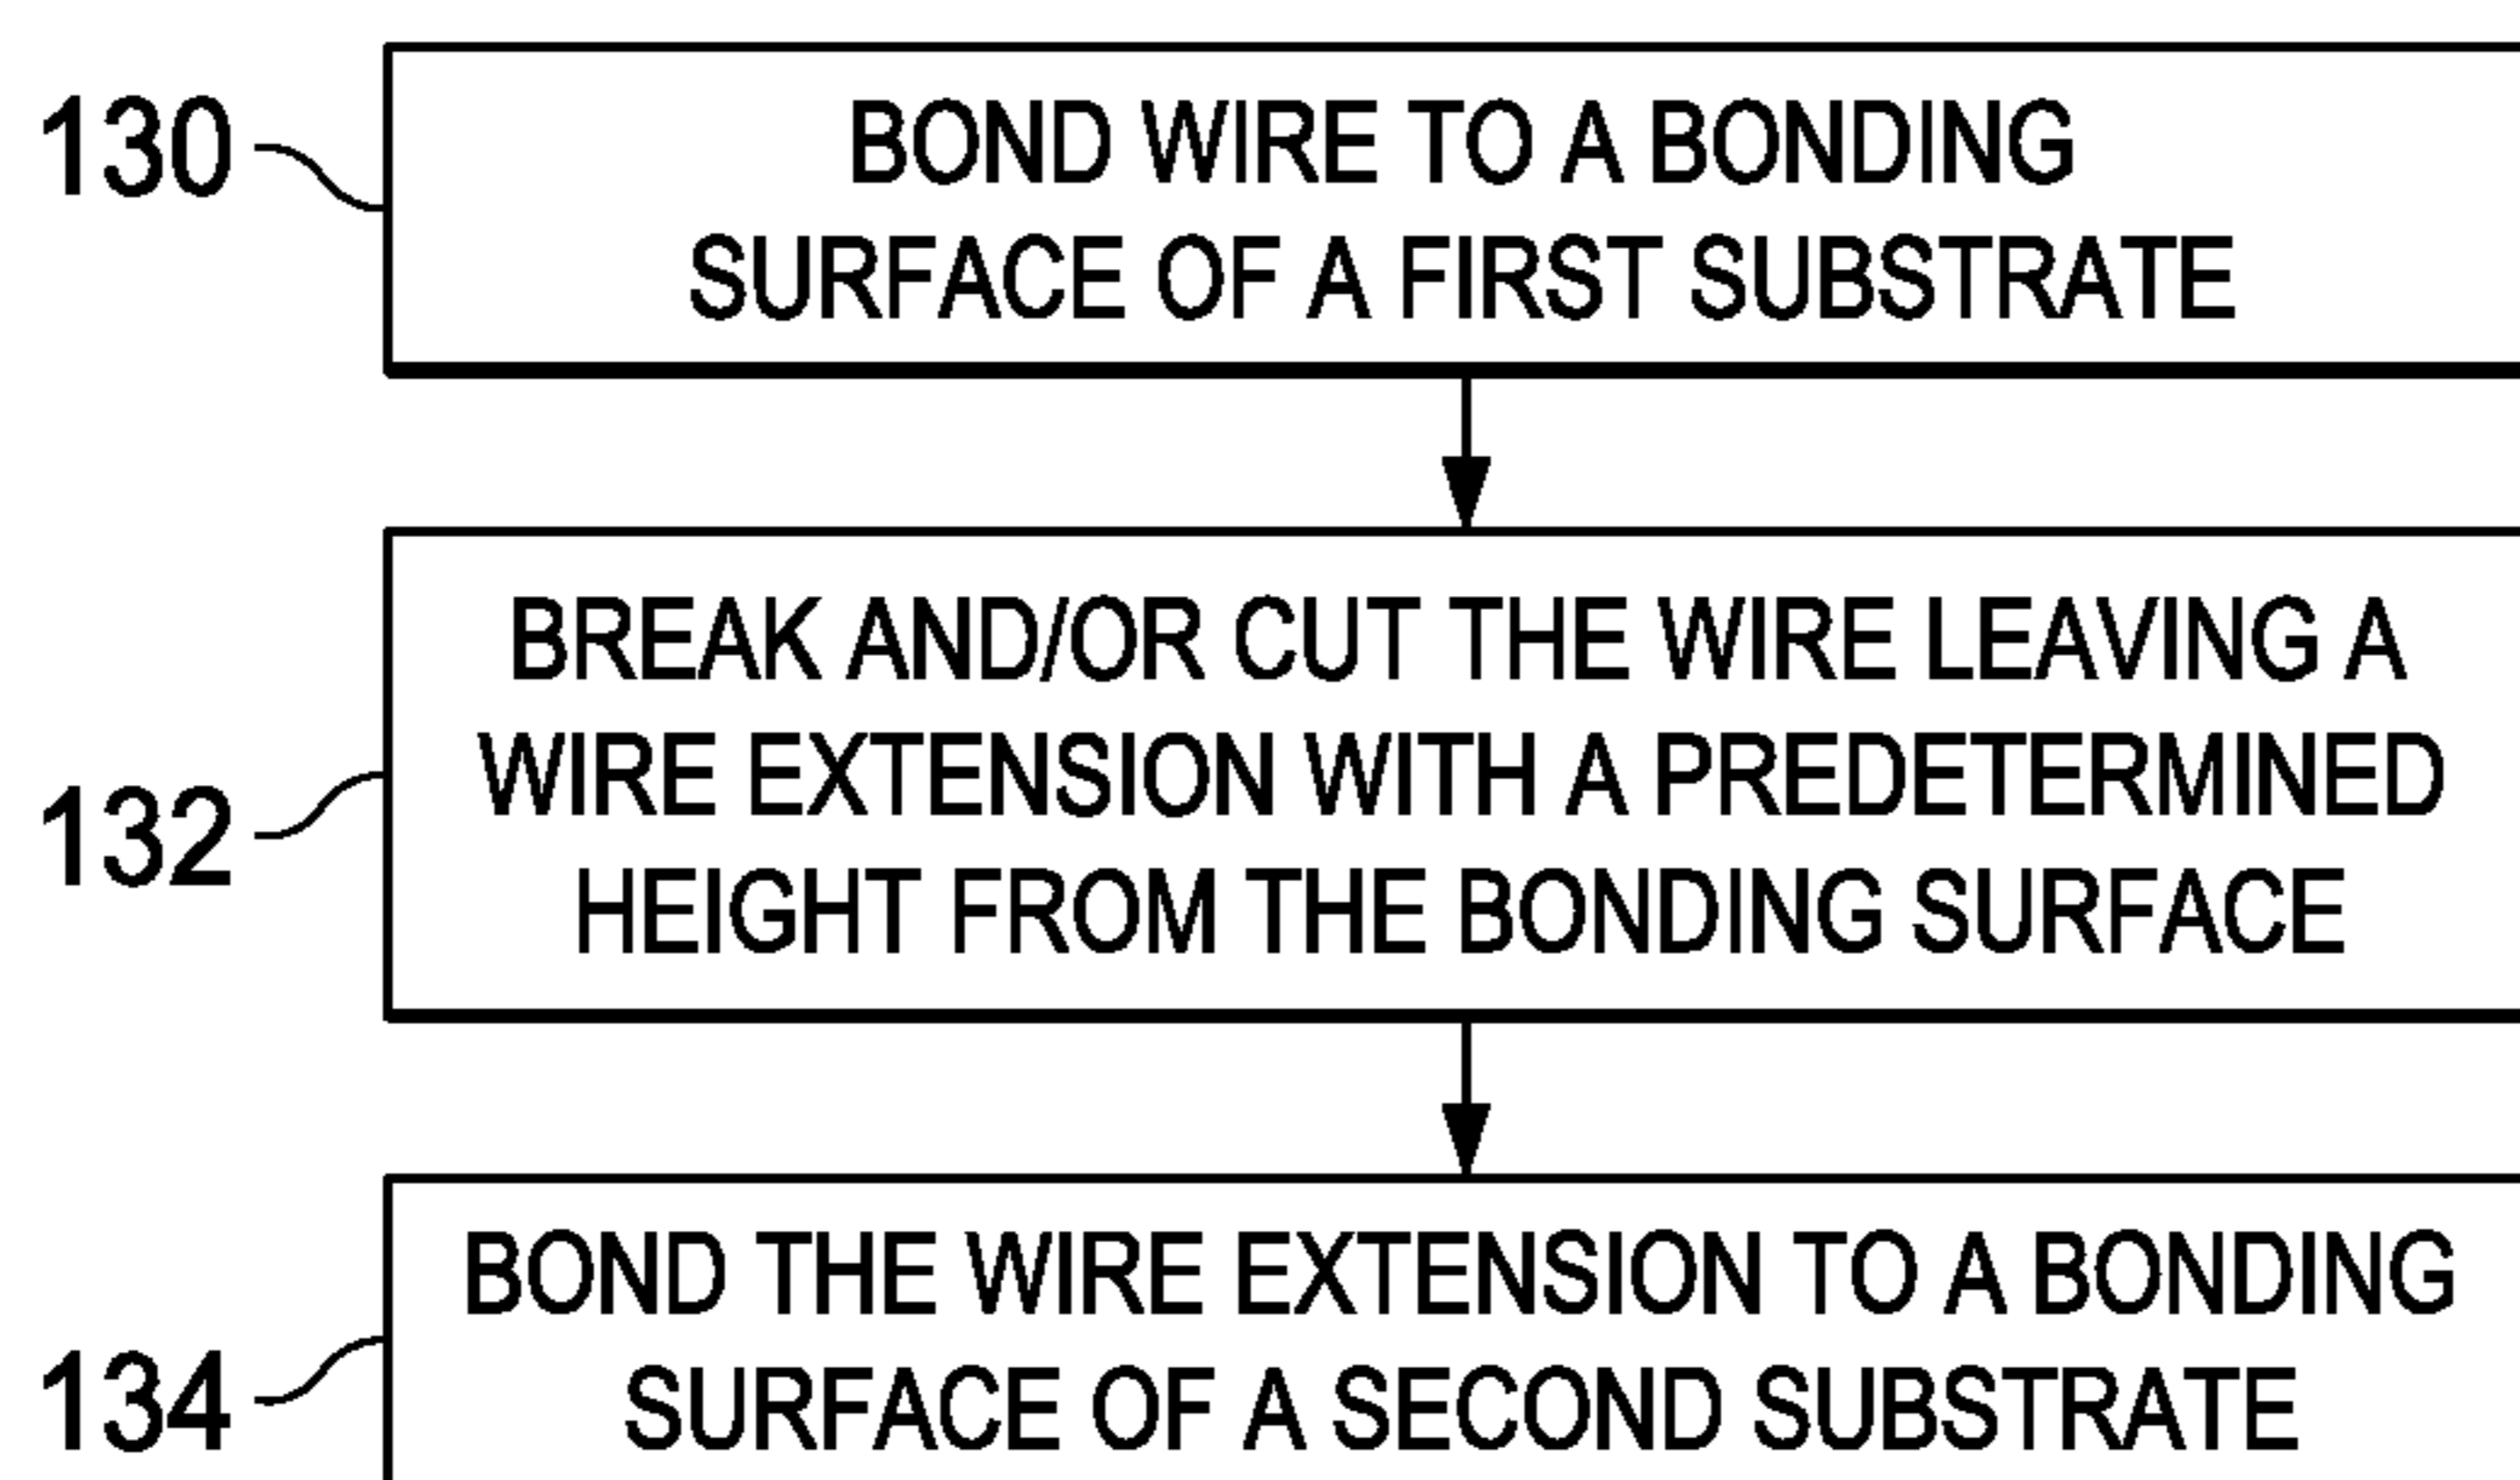 130
BOND WIRE TO A BONDING
SURFACE OF A FIRST SUBSTRATE
132
BREAK AND/OR CUT THE WIRE LEAVING A
WIRE EXTENSION WITH A PREDETERMINED
HEIGHT FROM THE BONDING SURFACE
134
BOND THE WIRE EXTENSION TO A BONDING
SURFACE OF A SECOND SUBSTRATE